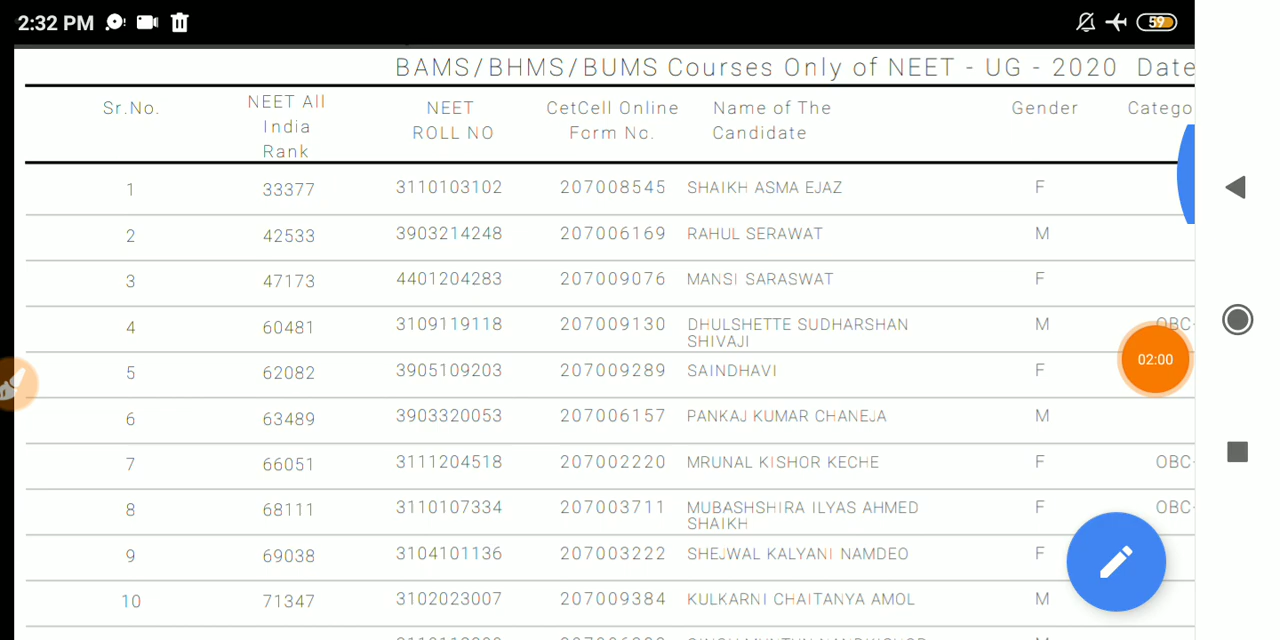 2:32 PM
59
BAMS/BHMS/BUMS Courses Only of NEET - UG - 2020 Date
Sr.No. NEET All India Rank NEET ROLL NO CetCell Online Form No. Name of The Candidate Gender Catego
1 33377 3110103102 207008545 SHAIKH ASMA EJAZ F
2 42533 3903214248 207006169 RAHUL SERAWAT M
3 47173 4401204283 207009076 MANSI SARASWAT F
4 60481 3109119118 207009130 DHULSHETTE SUDHARSHAN SHIVAJI M OBC-
02:00
5 62082 3905109203 207009289 SAINDHAVI F
6 63489 3903320053 207006157 PANKAJ KUMAR CHANEJA M
7 66051 3111204518 207002220 MRUNAL KISHOR KECHE F OBC-
8 68111 3110107334 207003711 MUBASHSHIRA ILYAS AHMED SHAIKH F OBC-
9 69038 3104101136 207003222 SHEJWAL KALYANI NAMDEO F
10 71347 3102023007 207009384 KULKARNI CHAITANYA AMOL M